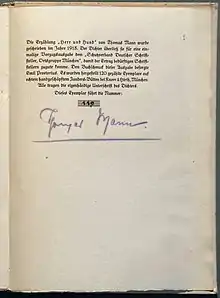 Die Erzählung „Herr und Hund“ von Thomas Mann wurde
geschrieben im Jahre 1918. Der Dichter überließ sie für eine ein-
malige Vorzugsausgabe dem „Schutzverband Deutscher Schrift-
steller, Ortsgruppe München“, damit der Ertrag bedürftigen Schrift-
stellern zugute komme. Den Buchschmuck dieser Ausgabe besorgte
Emil Preetorius. Es wurden hergestellt 120 gezählte Exemplare auf
echtem handgeschöpftem Zanders-Bütten bei Knorr & Hirth, München
Alle tragen die eigenhändige Unterschrift des Dichters
Dieses Exemplar führt die Nummer:
Thomas Mann.